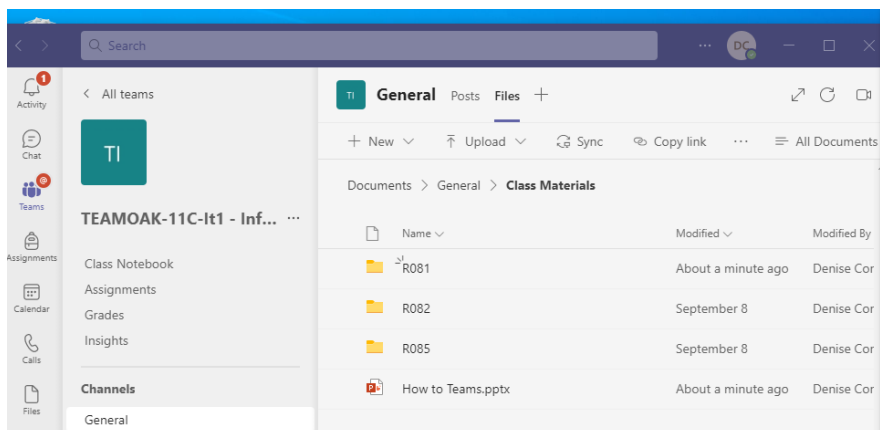 Search
DC
1
Activity
Chat
Teams
Assignments
Calendar
Calls
Files
All teams
TI
TEAMOAK-11C-It1 - Inf...
Class Notebook
Assignments
Grades
Insights
Channels
General
TI General Posts Files
New Upload Sync Copy link All Documents
Documents > General > Class Materials
Name Modified Modified By
R081 About a minute ago Denise Cor
R082 September 8 Denise Cor
R085 September 8 Denise Cor
How to Teams.pptx About a minute ago Denise Cor